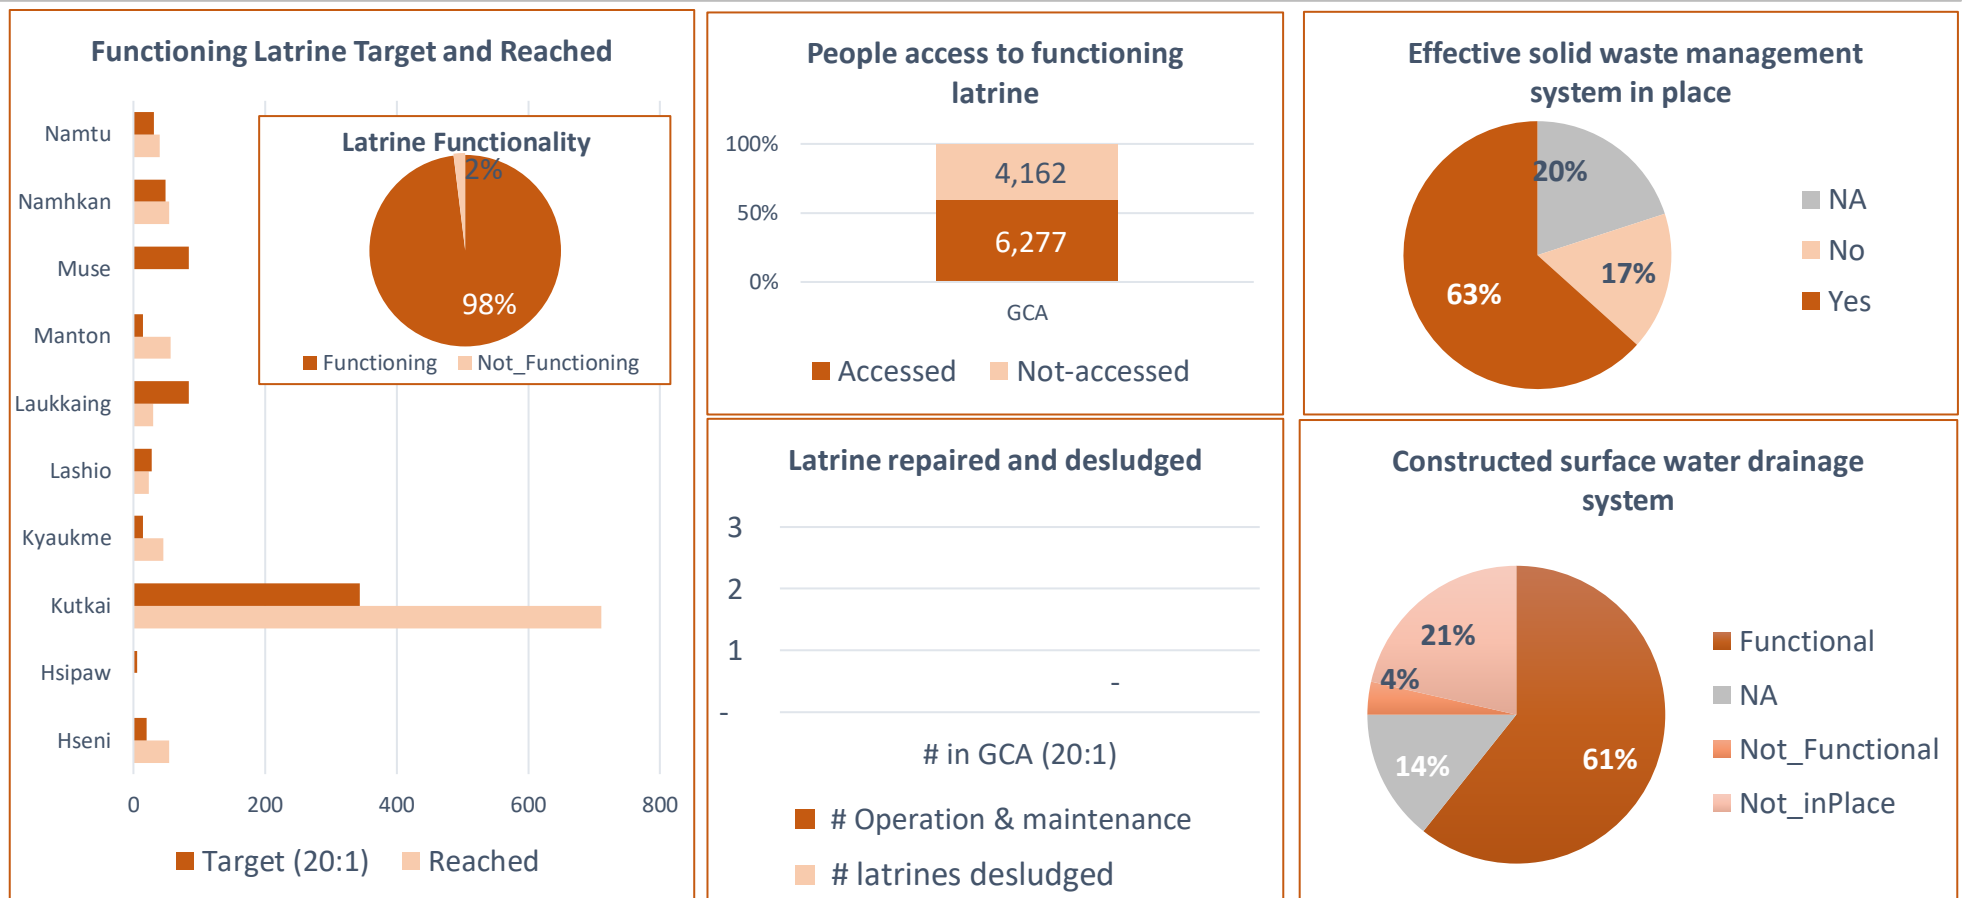 Functioning Latrine Target and Reached
Namtu
Namhkan
Muse
Manton
Laukkaing
Lashio
Kyaukme
Kutkai
Hsipaw
Hseni
0 200 400 600 800
Target (20:1) Reached
Latrine Functionality
2%
98%
Functioning Not_Functioning
People access to functioning
latrine
100%
50%
0%
4,162
6,277
GCA
Accessed Not-accessed
Effective solid waste management
system in place
20%
17%
63%
NA
No
Yes
Latrine repaired and desludged
3
2
1
-
-
# in GCA (20:1)
# Operation & maintenance
# latrines desludged
Constructed surface water drainage
system
21%
4%
14%
61%
Functional
NA
Not_Functional
Not_inPlace